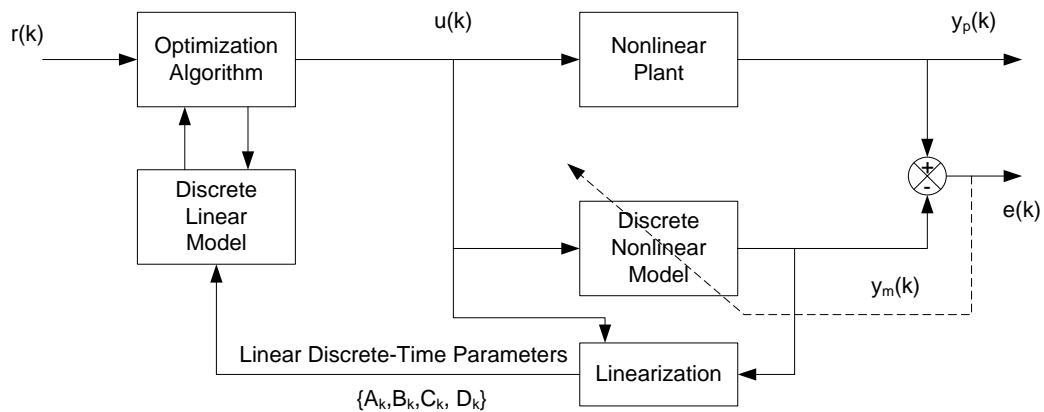 r(k)
Optimization
Algorithm
u(k)
Nonlinear
Plant
yₚ(k)
+
-
e(k)
Discrete
Linear
Model
Discrete
Nonlinear
Model
yₘ(k)
Linear Discrete-Time Parameters
{Aₖ,Bₖ,Cₖ, Dₖ}
Linearization